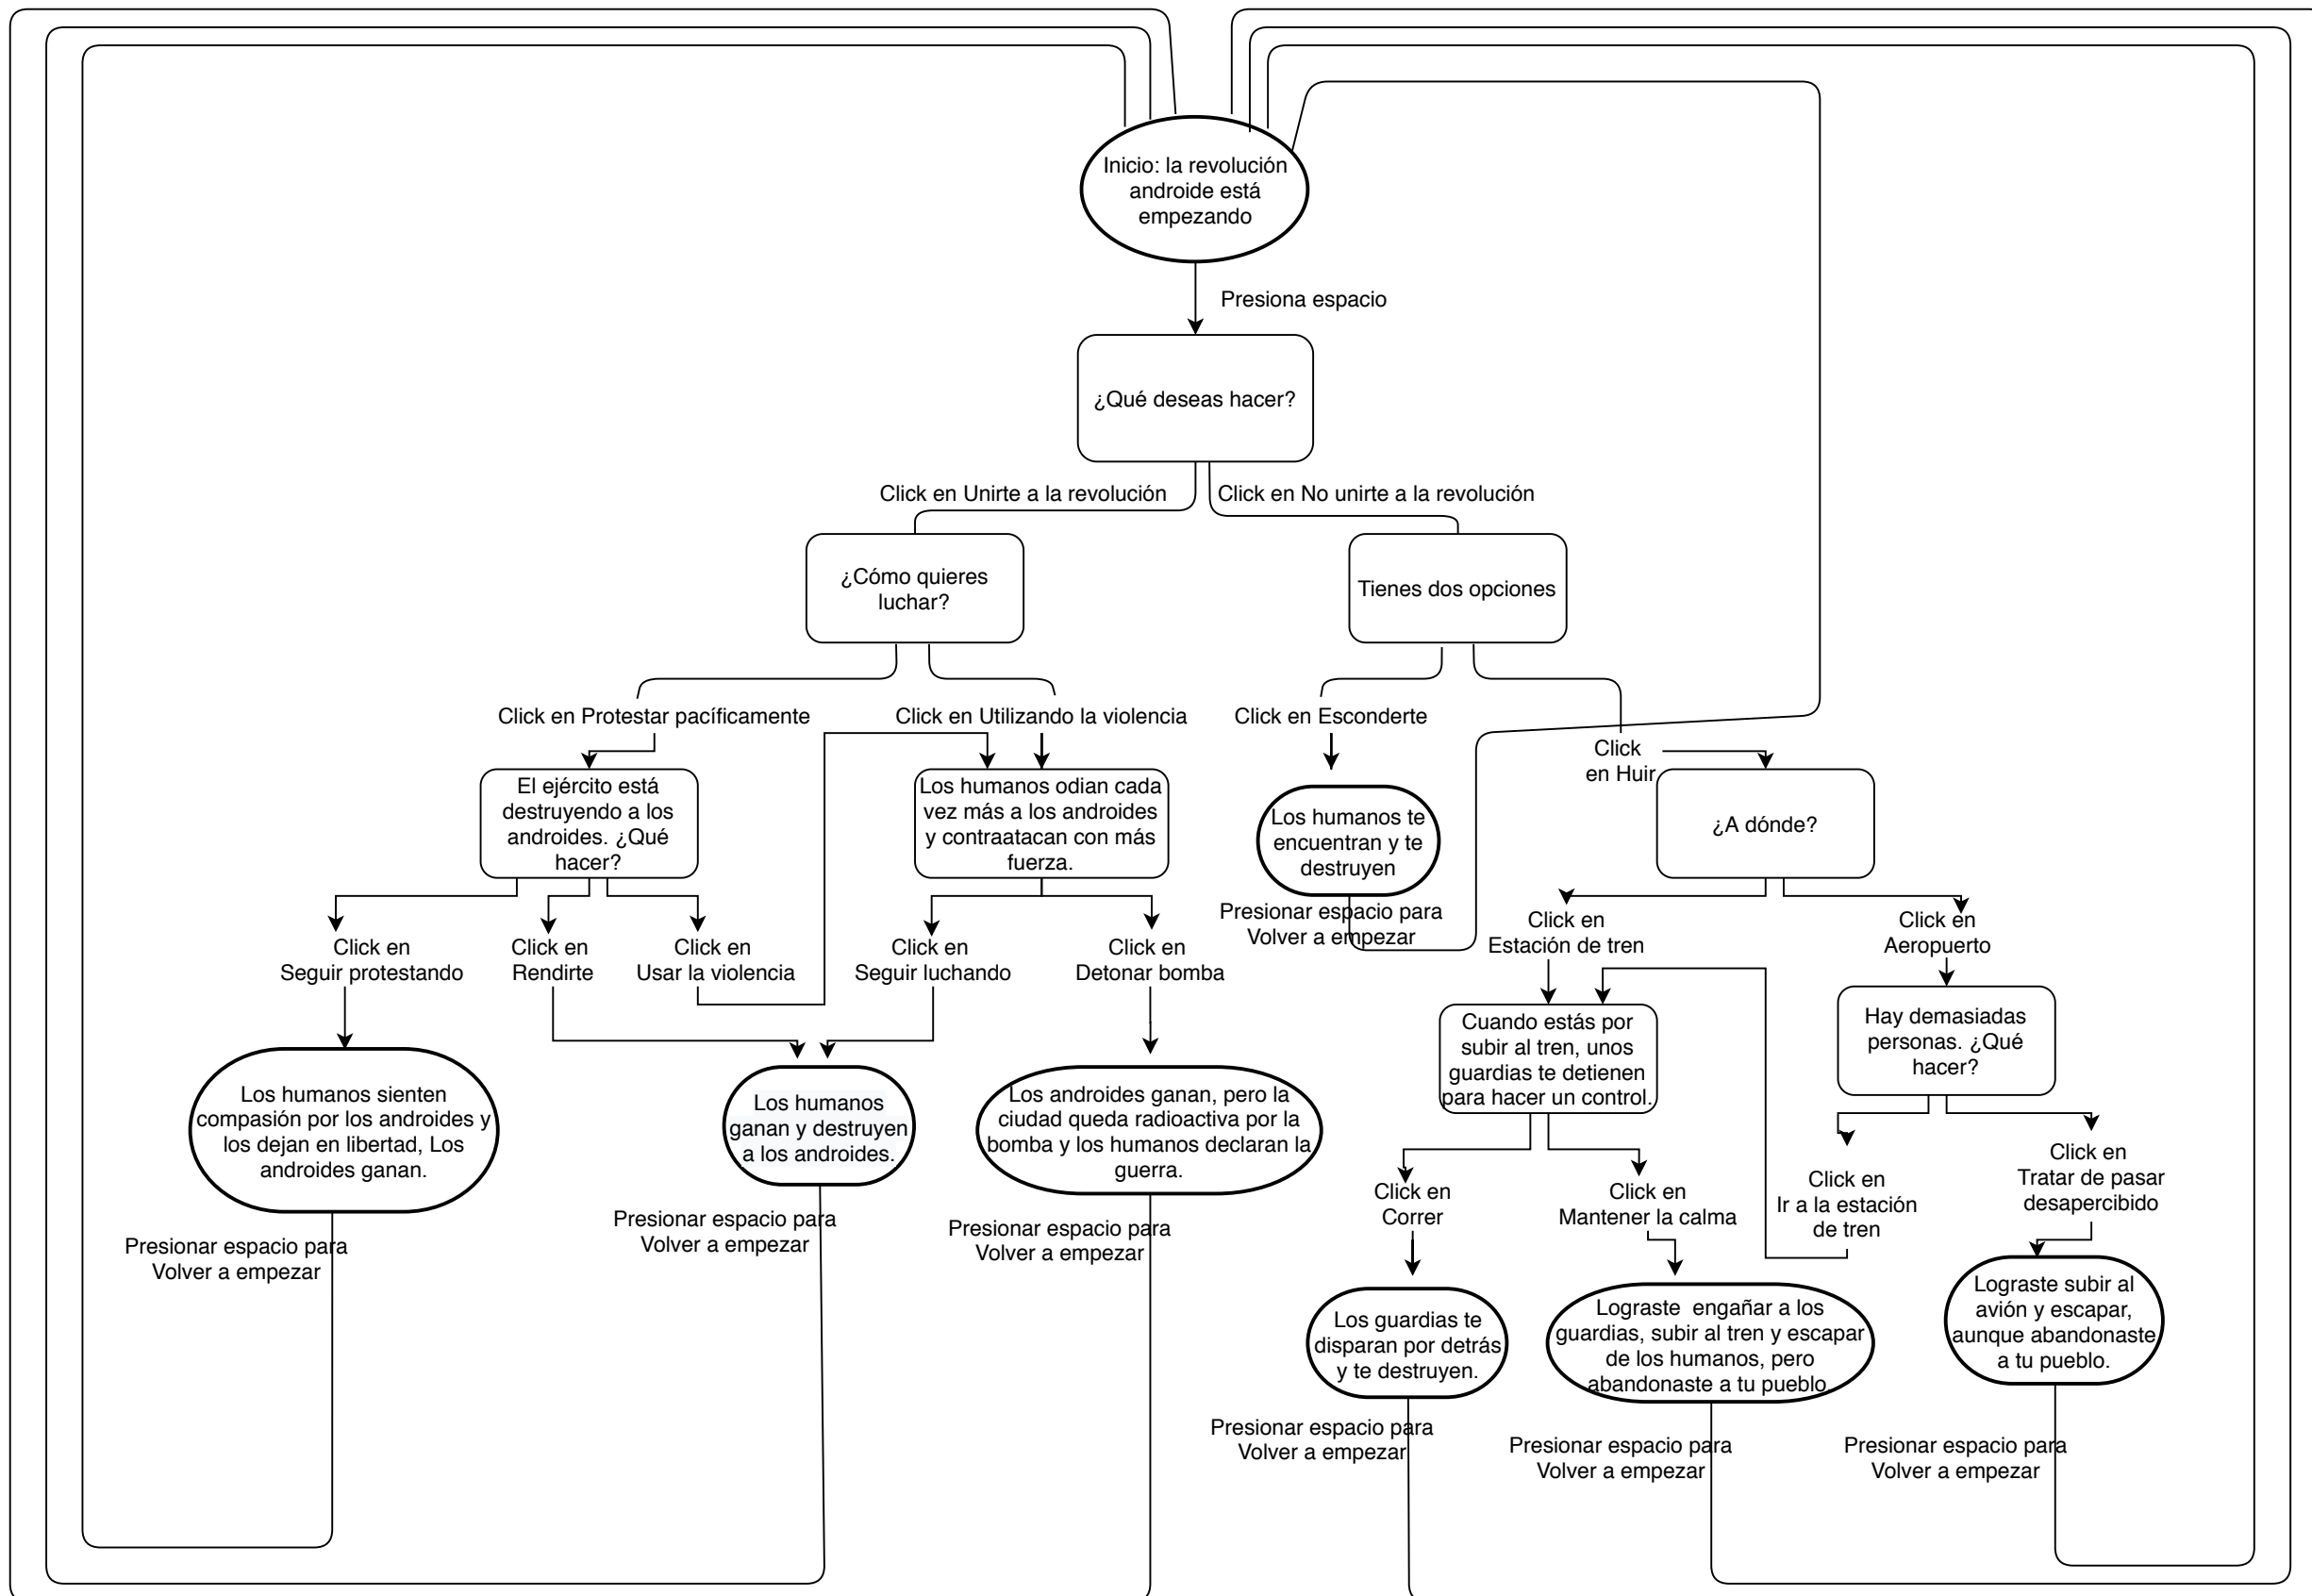 Inicio: la revolución
androide está
empezando
Presiona espacio
¿Qué deseas hacer?
Click en Unirte a la revolución
Click en No unirte a la revolución
¿Cómo quieres
luchar?
Tienes dos opciones
Click en Protestar pacíficamente
Click en Utilizando la violencia
Click en Esconderte
Click
en Huir
El ejército está
destruyendo a los
androides. ¿Qué
hacer?
Los humanos odian cada
vez más a los androides
y contraatacan con más
fuerza.
Los humanos te
encuentran y te
destruyen
¿A dónde?
Presionar espacio para
Volver a empezar
Click en
Estación de tren
Click en
Aeropuerto
Click en
Seguir protestando
Click en
Rendirte
Click en
Usar la violencia
Click en
Seguir luchando
Click en
Detonar bomba
Cuando estás por
subir al tren, unos
guardias te detienen
para hacer un control.
Hay demasiadas
personas. ¿Qué
hacer?
Los humanos sienten
compasión por los androides y
los dejan en libertad, Los
androides ganan.
Los humanos
ganan y destruyen
a los androides.
Los androides ganan, pero la
ciudad queda radioactiva por la
bomba y los humanos declaran la
guerra.
Click en
Correr
Click en
Mantener la calma
Click en
Ir a la estación
de tren
Click en
Tratar de pasar
desapercibido
Presionar espacio para
Volver a empezar
Presionar espacio para
Volver a empezar
Presionar espacio para
Volver a empezar
Los guardias te
disparan por detrás
y te destruyen.
Lograste  engañar a los
guardias, subir al tren y escapar
de los humanos, pero
abandonaste a tu pueblo.
Lograste subir al
avión y escapar,
aunque abandonaste
a tu pueblo.
Presionar espacio para
Volver a empezar
Presionar espacio para
Volver a empezar
Presionar espacio para
Volver a empezar